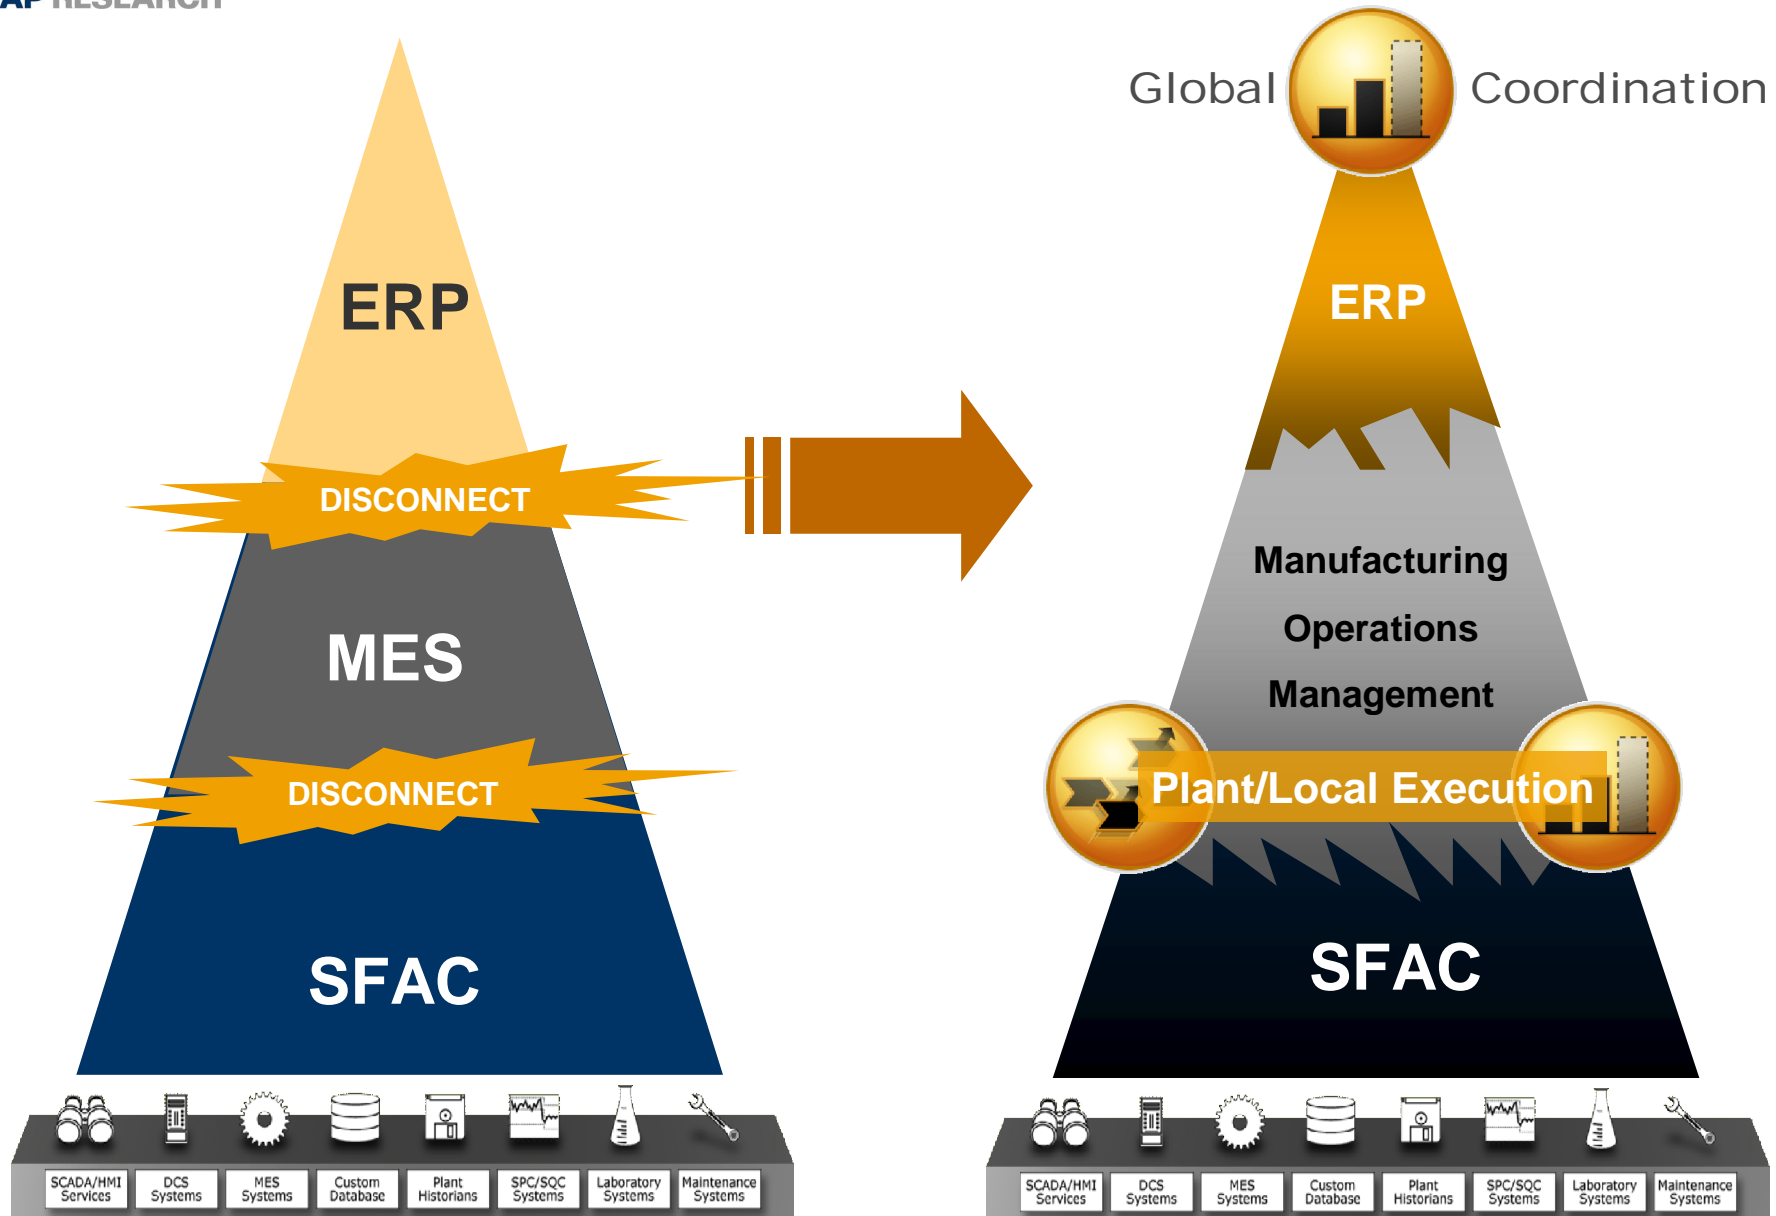 AP RESEARCH
ERP
DISCONNECT
MES
DISCONNECT
SFAC
SCADA/HMI
Services
DCS
Systems
MES
Systems
Custom
Database
Plant
Historians
SPC/SQC
Systems
Laboratory
Systems
Maintenance
Systems
Global Coordination
ERP
Manufacturing
Operations
Management
Plant/Local Execution
SFAC
SCADA/HMI
Services
DCS
Systems
MES
Systems
Custom
Database
Plant
Historians
SPC/SQC
Systems
Laboratory
Systems
Maintenance
Systems